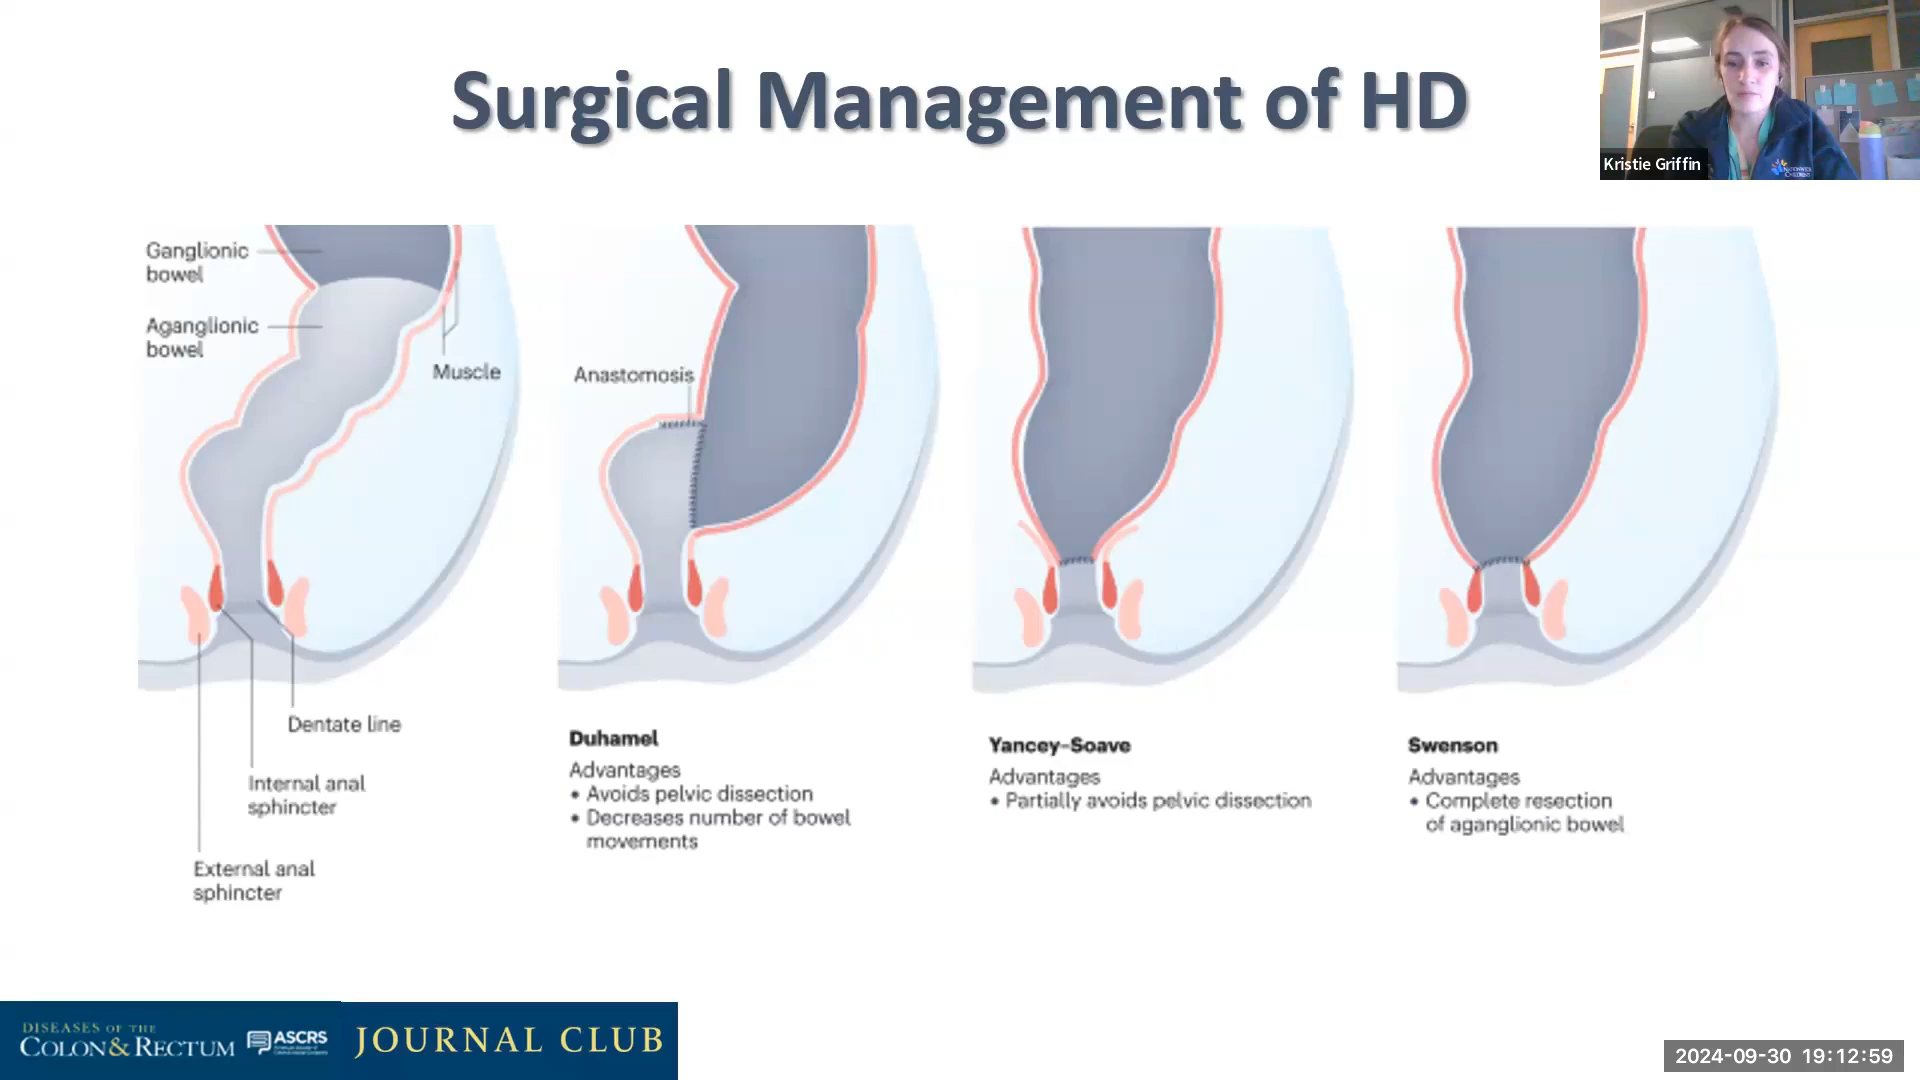 Surgical Management of HD
Kristie Griffin
Ganglionic
bowel
Aganglionic
bowel
Muscle
Dentate line
Internal anal
sphincter
External anal
sphincter
Anastomosis
Duhamel
Advantages
• Avoids pelvic dissection
• Decreases number of bowel
movements
Yancey–Soave
Advantages
• Partially avoids pelvic dissection
Swenson
Advantages
• Complete resection
of aganglionic bowel
DISEASES OF THE
COLON & RECTUM
ASCRS
JOURNAL CLUB
2024-09-30 19:12:59